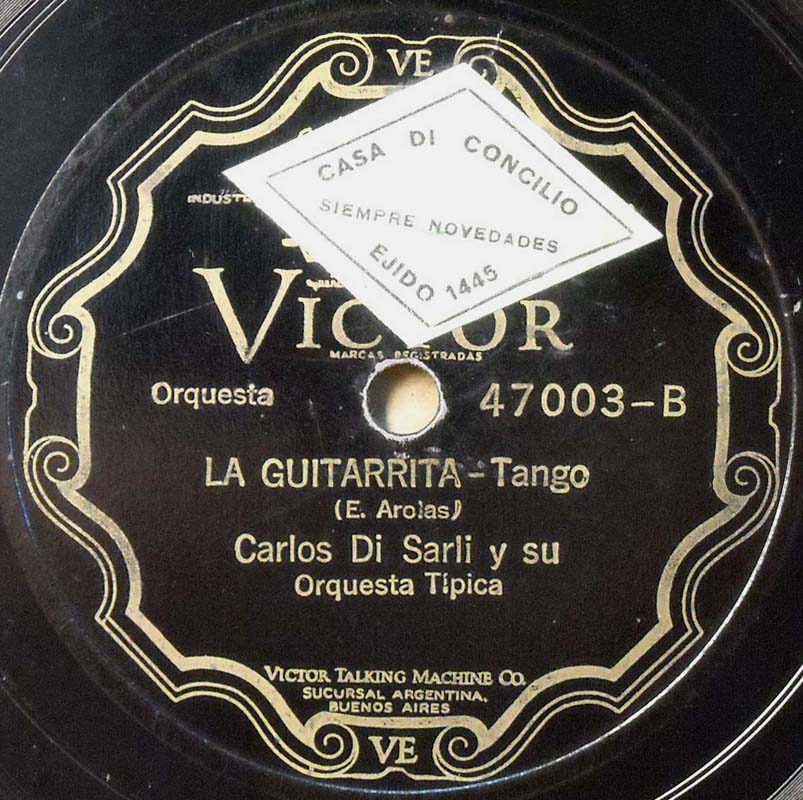 VE
CASA DI CONCILIO
SIEMPRE NOVEDADES
EJIDO 1445
VICTOR
MARCAS REGISTRADAS
Orquesta 47003-B
LA GUITARRITA-Tango
(E. Arolas)
Carlos Di Sarli y su
Orquesta Típica
VICTOR TALKING MACHINE CO.
SUCURSAL ARGENTINA,
BUENOS AIRES
VE